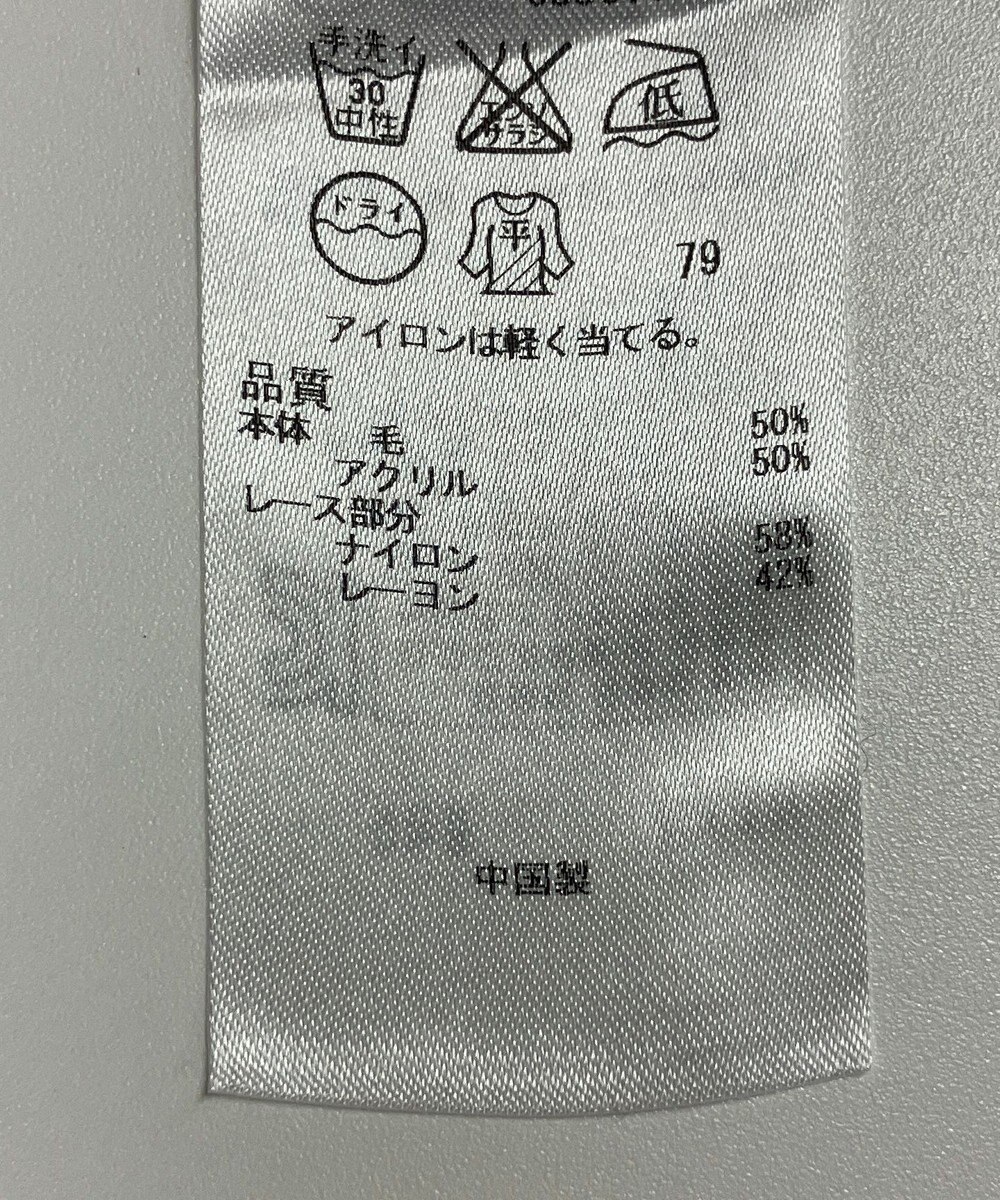 手洗イ
30
中性
エンソ
サラシ
低
ドライ
平
79
アイロンは軽く当てる。
品質
本体
毛 50%
アクリル 50%
レース部分
ナイロン 58%
レーヨン 42%
中国製